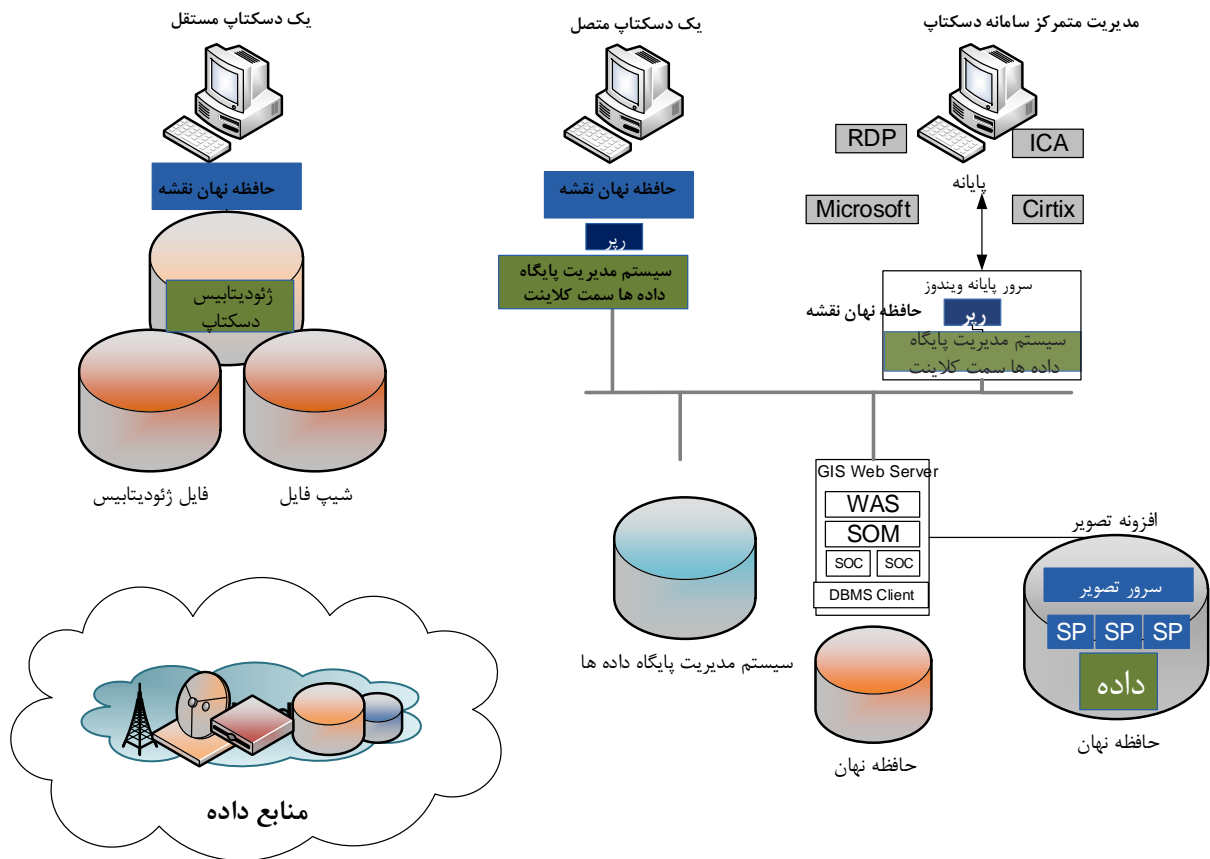 یک دسکتاپ مستقل
حافظه نهان نقشه
ژئودیتابیس
دسکتاپ
فایل ژئودیتابیس
شیپ فایل
یک دسکتاپ متصل
حافظه نهان نقشه
رپر
سیستم مدیریت پایگاه
داده ها سمت کلاینت
مدیریت متمرکز سامانه دسکتاپ
RDP
ICA
پایانه
Microsoft
Cirtix
سرور پایانه ویندوز
حافظه نهان نقشه
رپر
سیستم مدیریت پایگاه
داده ها سمت کلاینت
سیستم مدیریت پایگاه داده ها
GIS Web Server
WAS
SOM
SOC
SOC
DBMS Client
حافظه نهان
افزونه تصویر
سرور تصویر
SP
SP
SP
داده
حافظه نهان
منابع داده